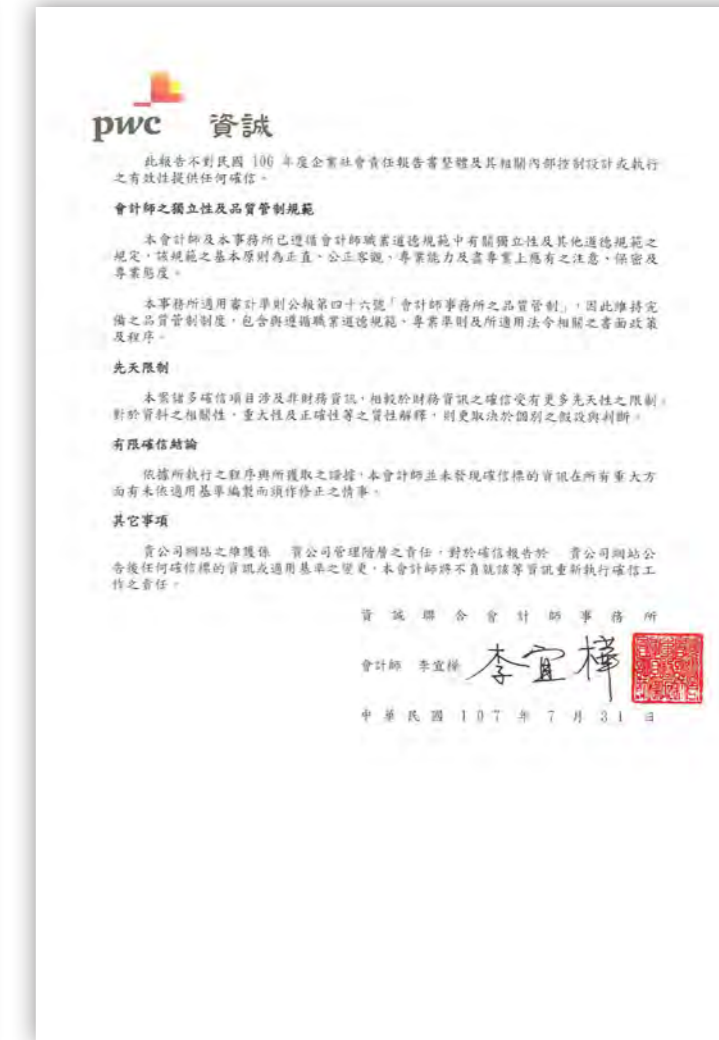 pwc 資誠
此報告不對民國 106 年度企業社會責任報告書整體及其相關內部控制設計或執行
之有效性提供任何確信。
會計師之獨立性及品質管制規範
本會計師及本事務所已遵循會計師職業道德規範中有關獨立性及其他道德規範之
規定，該規範之基本原則為正直、公正客觀、專業能力及盡專業上應有之注意、保密及
專業態度。
本事務所適用審計準則公報第四十六號「會計師事務所之品質管制」，因此維持完
備之品質管制制度，包含與遵循職業道德規範、專業準則及所適用法令相關之書面政策
及程序。
先天限制
本案諸多確信項目涉及非財務資訊，相較於財務資訊之確信受有更多先天性之限制。
對於資料之相關性、重大性及正確性等之質性解釋，則更取決於個別之假設與判斷。
有限確信結論
依據所執行之程序與所獲取之證據，本會計師並未發現確信標的資訊在所有重大方
面有未依適用基準編製而須作修正之情事。
其它事項
貴公司網站之維護係 貴公司管理階層之責任，對於確信報告於 貴公司網站公
告後任何確信標的資訊或適用基準之變更，本會計師將不負就該等資訊重新執行確信工
作之責任。
資誠聯合會計師事務所
會計師 李宜樺 李宜樺
中華民國 107 年 7 月 31 日